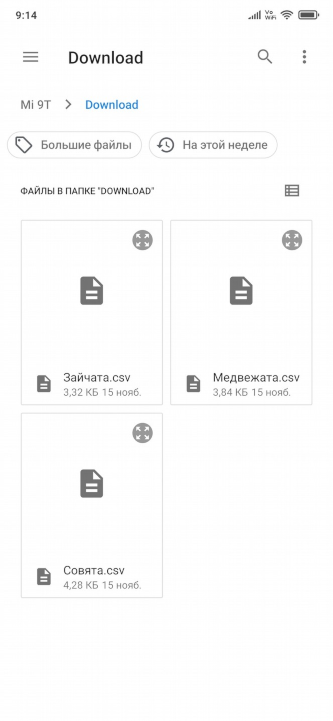 9:14
Vo
WiFi
Download
Mi 9T
Download
Большие файлы
На этой неделе
ФАЙЛЫ В ПАПКЕ "DOWNLOAD"
Зайчата.csv
3,32 КБ 15 нояб.
Медвежата.csv
3,84 КБ 15 нояб.
Совята.csv
4,28 КБ 15 нояб.